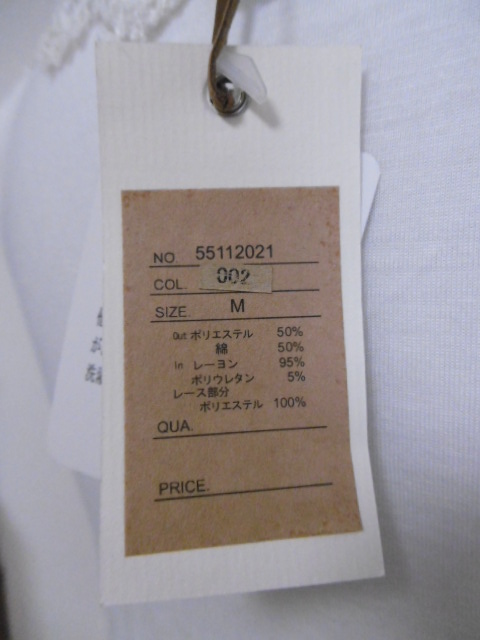 NO. 55112021
COL. 002
SIZE. M
Out ポリエステル 50%
綿 50%
In レーヨン 95%
ポリウレタン 5%
レース部分
ポリエステル 100%
QUA.
PRICE.